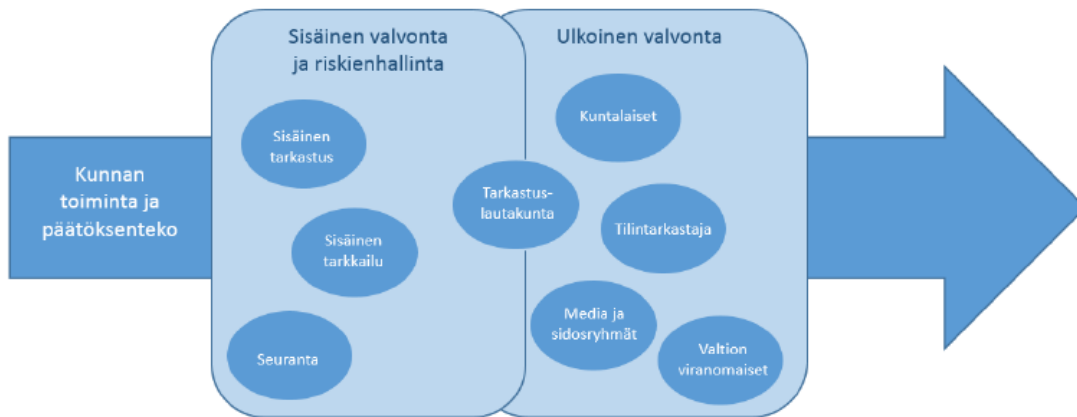 Kunnan
toiminta ja
päätöksenteko
Sisäinen valvonta
ja riskienhallinta
Sisäinen
tarkastus
Sisäinen
tarkkailu
Seuranta
Tarkastus-
lautakunta
Ulkoinen valvonta
Kuntalaiset
Tilintarkastaja
Media ja
sidosryhmät
Valtion
viranomaiset